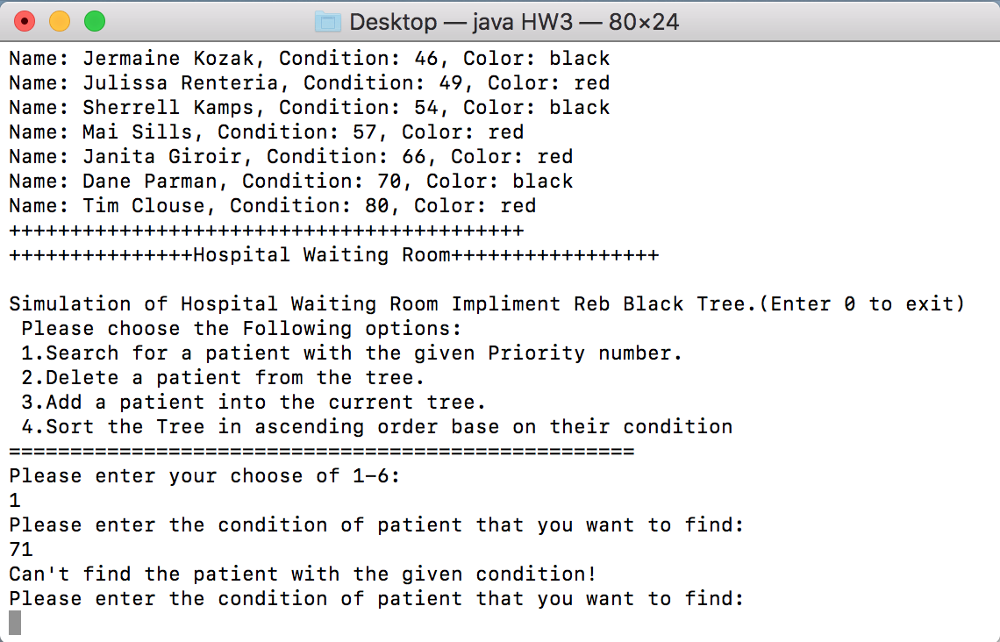 Desktop — java HW3 — 80×24
Name: Jermaine Kozak, Condition: 46, Color: black
Name: Julissa Renteria, Condition: 49, Color: red
Name: Sherrell Kamps, Condition: 54, Color: black
Name: Mai Sills, Condition: 57, Color: red
Name: Janita Giroir, Condition: 66, Color: red
Name: Dane Parman, Condition: 70, Color: black
Name: Tim Clouse, Condition: 80, Color: red
++++++++++++++++++++++++++++++++++++++++++
+++++++++++++++Hospital Waiting Room+++++++++++++++++
Simulation of Hospital Waiting Room Impliment Reb Black Tree.(Enter 0 to exit)
Please choose the Following options:
1.Search for a patient with the given Priority number.
2.Delete a patient from the tree.
3.Add a patient into the current tree.
4.Sort the Tree in ascending order base on their condition
===================================================
Please enter your choose of 1-6:
1
Please enter the condition of patient that you want to find:
71
Can't find the patient with the given condition!
Please enter the condition of patient that you want to find: